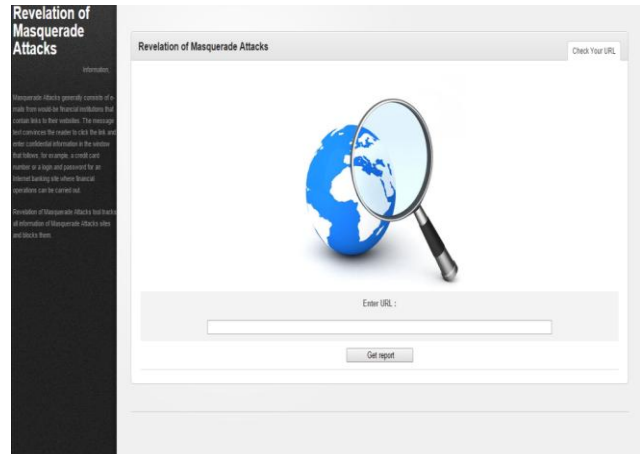 Revelation of
Masquerade
Attacks
Information,
Masquerade Attacks generally consists of e-
mails from would-be financial institutions that
contain links to their websites. The message
text convinces the reader to click the link and
enter confidential information in the window
that follows, for example, a credit card
number or a login and password for an
Internet banking site where financial
operations can be carried out
Revelation of Masquerade Attacks tool tracks
all information of Masquerade Attacks sites
and blocks them.
Revelation of Masquerade Attacks
Check Your URL
Enter URL :
Get report